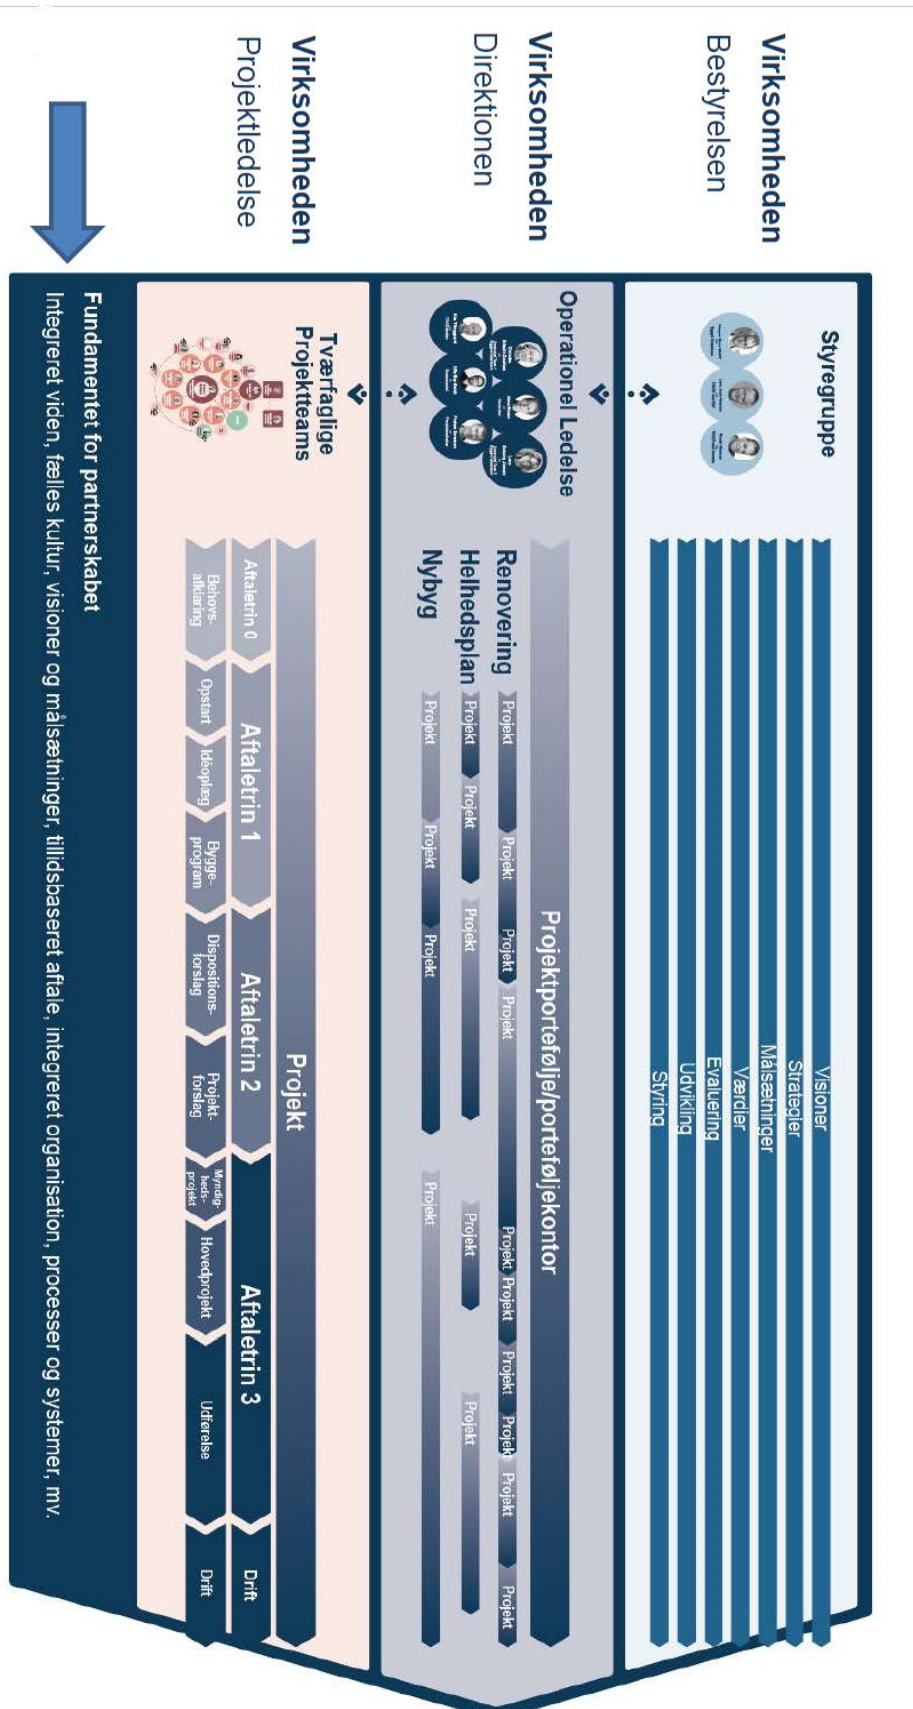 Virksomheden
Bestyrelsen
Styregruppe
Visioner
Strategier
Målsætninger
Værdier
Evaluering
Udvikling
Styring
Virksomheden
Direktionen
Operationel Ledelse
Projektportefølje/porteføljekontor
Renovering
Projekt
Projekt
Projekt
Projekt
Projekt
Projekt
Projekt
Projekt
Projekt
Projekt
Helhedsplan
Projekt
Projekt
Projekt
Projekt
Projekt
Nybyg
Projekt
Projekt
Projekt
Projekt
Virksomheden
Projektledelse
Tværfaglige
Projektteams
Projekt
Aftaletrin 0
Aftaletrin 1
Aftaletrin 2
Aftaletrin 3
Drift
Behovs-
afklaring
Opstart
Idéoplæg
Bygge-
program
Dispositions-
forslag
Projekt-
forslag
Myndig-
heds-
projekt
Hovedprojekt
Udførelse
Drift
Fundamentet for partnerskabet
Integreret viden, fælles kultur, visioner og målsætninger, tillidsbaseret aftale, integreret organisation, processer og systemer, mv.